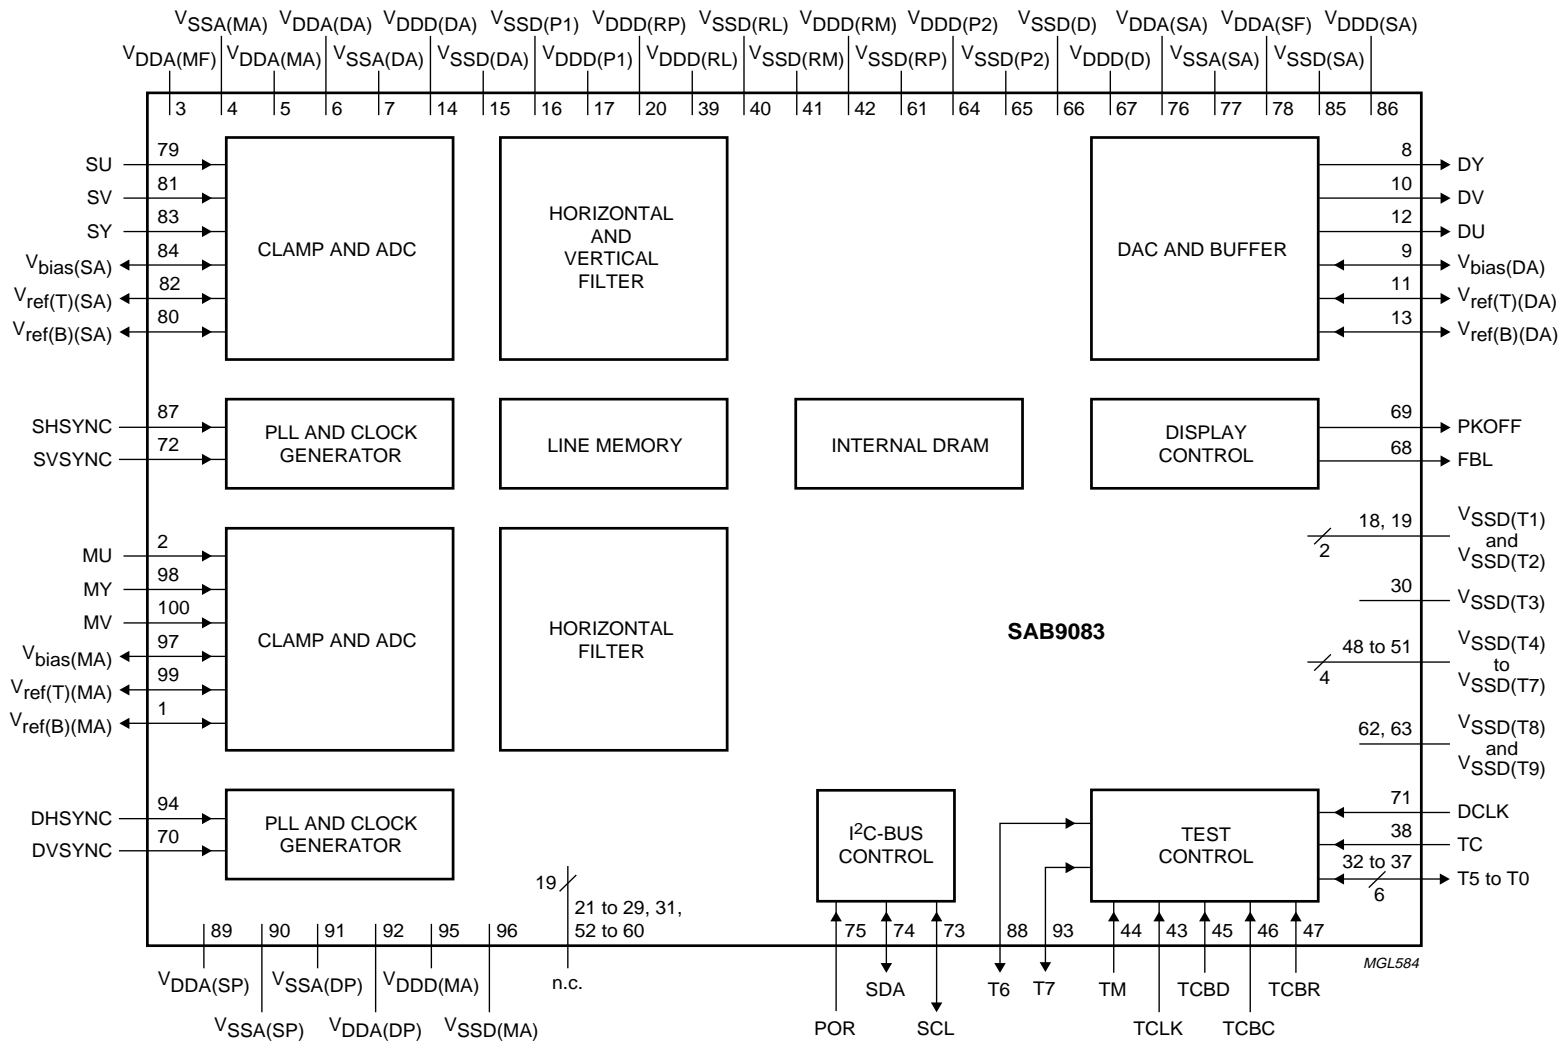 VSSA(MA) VDDA(DA) VDDD(DA) VSSD(P1) VDDD(RP) VSSD(RL) VDDD(RM) VDDD(P2) VSSD(D) VDDA(SA) VDDA(SF) VDDD(SA)
VDDA(MF) VDDA(MA) VSSA(DA) VSSD(DA) VDDD(P1) VDDD(RL) VSSD(RM) VSSD(RP) VSSD(P2) VDDD(D) VSSA(SA) VSSD(SA)
3 4 5 6 7 14 15 16 17 20 39 40 41 42 61 64 65 66 67 76 77 78 85 86
SU 79
SV 81
SY 83
Vbias(SA) 84
Vref(T)(SA) 82
Vref(B)(SA) 80
CLAMP AND ADC
HORIZONTAL
AND
VERTICAL
FILTER
DAC AND BUFFER
8 DY
10 DV
12 DU
9 Vbias(DA)
11 Vref(T)(DA)
13 Vref(B)(DA)
SHSYNC 87
SVSYNC 72
PLL AND CLOCK
GENERATOR
LINE MEMORY
INTERNAL DRAM
DISPLAY
CONTROL
69 PKOFF
68 FBL
MU 2
MY 98
MV 100
Vbias(MA) 97
Vref(T)(MA) 99
Vref(B)(MA) 1
CLAMP AND ADC
HORIZONTAL
FILTER
SAB9083
18, 19 VSSD(T1)
2 and
VSSD(T2)
30 VSSD(T3)
48 to 51 VSSD(T4)
4 to
VSSD(T7)
62, 63 VSSD(T8)
and
VSSD(T9)
DHSYNC 94
DVSYNC 70
PLL AND CLOCK
GENERATOR
I2C-BUS
CONTROL
TEST
CONTROL
71 DCLK
38 TC
32 to 37 T5 to T0
6
19
21 to 29, 31,
52 to 60
89 90 91 92 95 96 75 74 73 88 93 44 43 45 46 47
MGL584
VDDA(SP) VSSA(DP) VDDD(MA) n.c. SDA T6 T7 TM TCBD TCBR
VSSA(SP) VDDA(DP) VSSD(MA) POR SCL TCLK TCBC